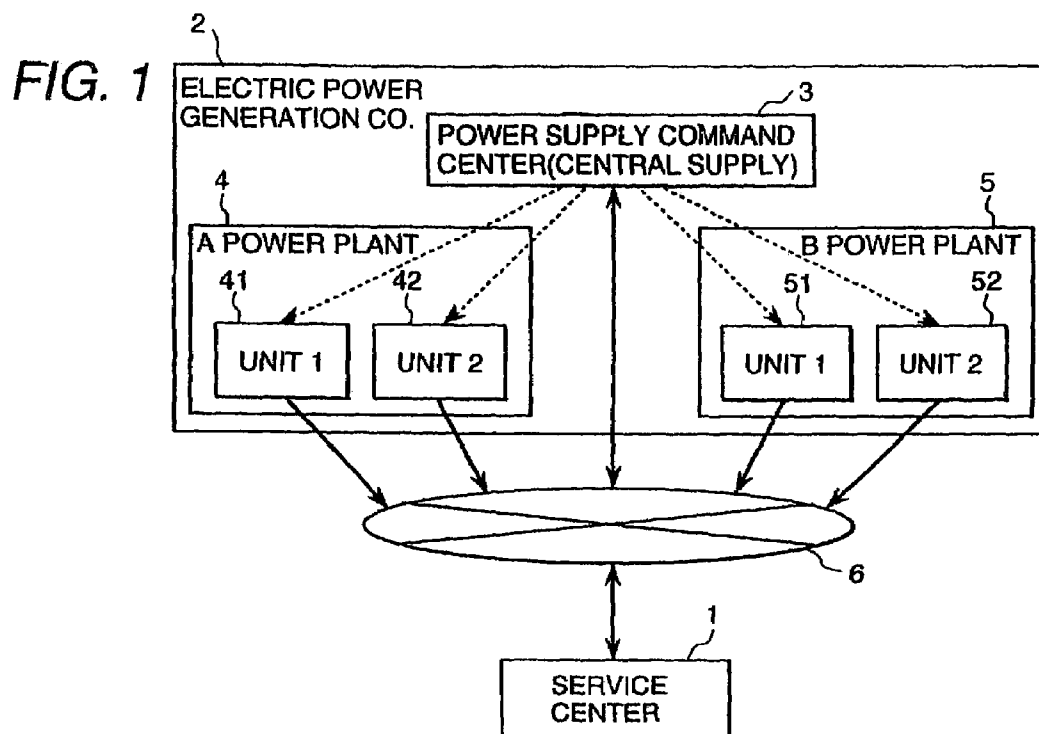 FIG. 1
2
ELECTRIC POWER
GENERATION CO.
3
POWER SUPPLY COMMAND
CENTER(CENTRAL SUPPLY)
4
A POWER PLANT
5
B POWER PLANT
41
42
51
52
UNIT 1
UNIT 2
UNIT 1
UNIT 2
6
1
SERVICE
CENTER